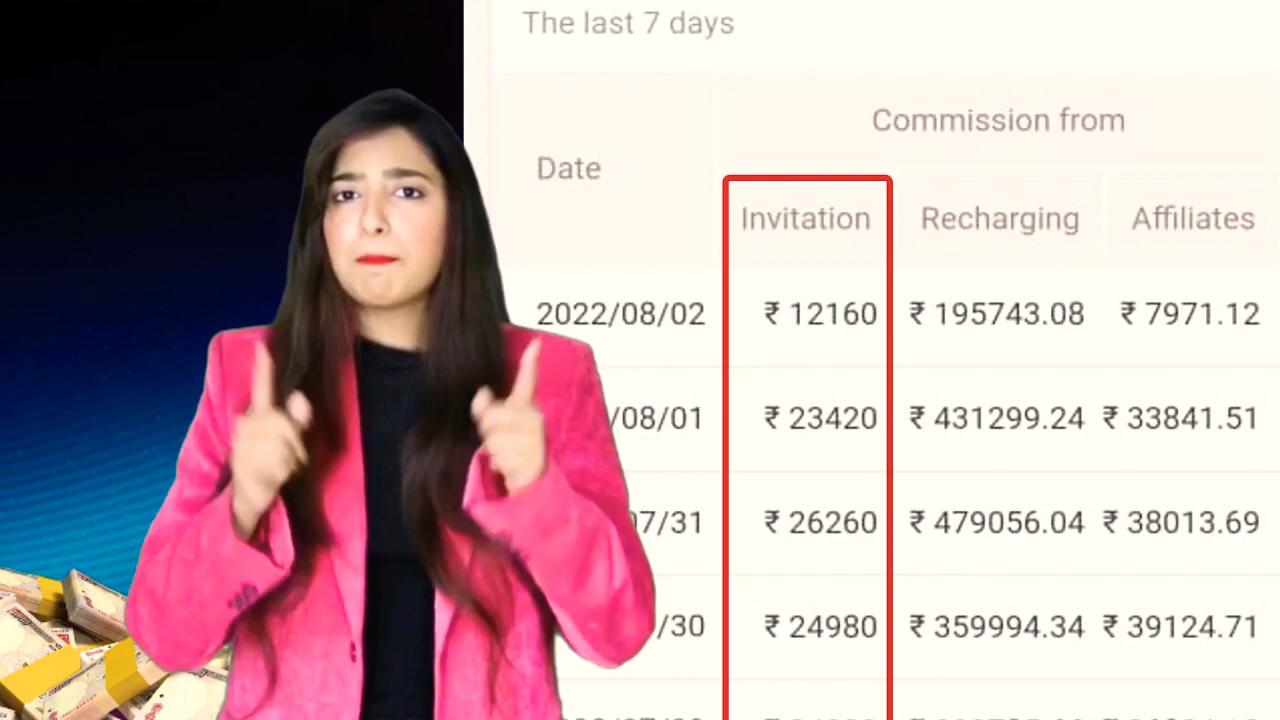 The last 7 days
Commission from
Date
Invitation Recharging Affiliates
2022/08/02 ₹ 12160 ₹ 195743.08 ₹ 7971.12
/08/01 ₹ 23420 ₹ 431299.24 ₹ 33841.51
07/31 ₹ 26260 ₹ 479056.04 ₹ 38013.69
/30 ₹ 24980 ₹ 359994.34 ₹ 39124.71